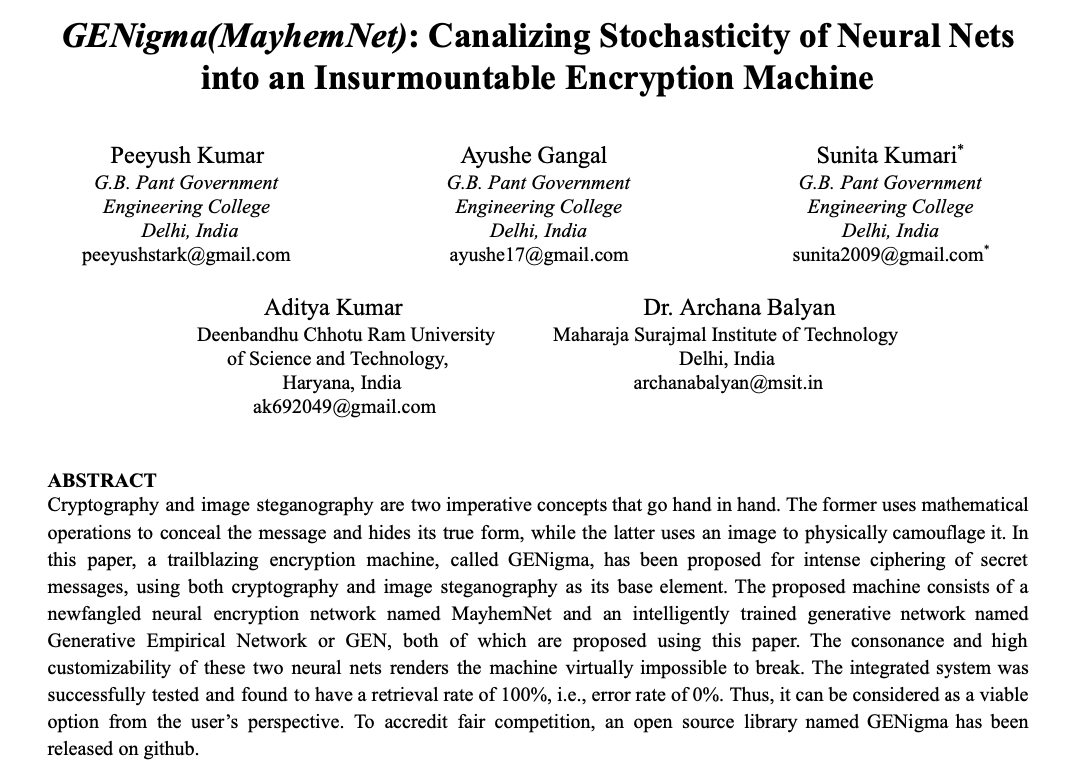 GENigma(MayhemNet): Canalizing Stochasticity of Neural Nets
into an Insurmountable Encryption Machine
Peeyush Kumar
G.B. Pant Government
Engineering College
Delhi, India
peeyushstark@gmail.com
Ayushe Gangal
G.B. Pant Government
Engineering College
Delhi, India
ayushe17@gmail.com
Sunita Kumari*
G.B. Pant Government
Engineering College
Delhi, India
sunita2009@gmail.com*
Aditya Kumar
Deenbandhu Chhotu Ram University
of Science and Technology,
Haryana, India
ak692049@gmail.com
Dr. Archana Balyan
Maharaja Surajmal Institute of Technology
Delhi, India
archanabalyan@msit.in
ABSTRACT
Cryptography and image steganography are two imperative concepts that go hand in hand. The former uses mathematical
operations to conceal the message and hides its true form, while the latter uses an image to physically camouflage it. In
this paper, a trailblazing encryption machine, called GENigma, has been proposed for intense ciphering of secret
messages, using both cryptography and image steganography as its base element. The proposed machine consists of a
newfangled neural encryption network named MayhemNet and an intelligently trained generative network named
Generative Empirical Network or GEN, both of which are proposed using this paper. The consonance and high
customizability of these two neural nets renders the machine virtually impossible to break. The integrated system was
successfully tested and found to have a retrieval rate of 100%, i.e., error rate of 0%. Thus, it can be considered as a viable
option from the user’s perspective. To accredit fair competition, an open source library named GENigma has been
released on github.